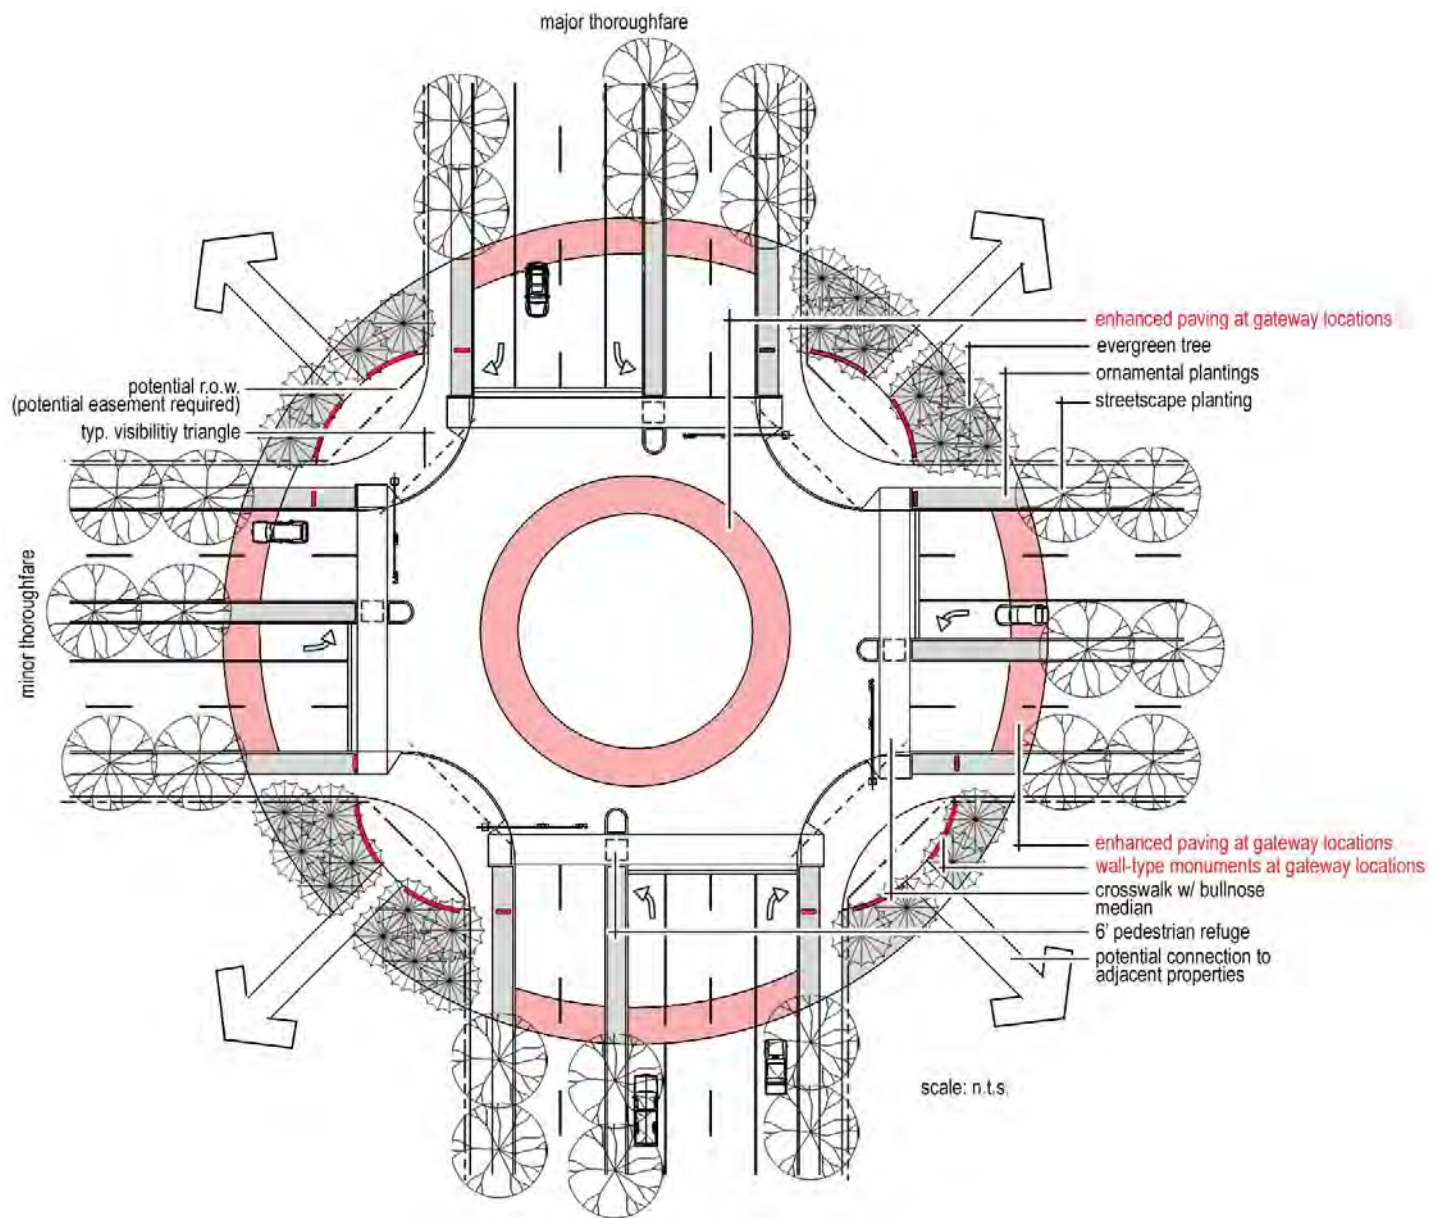 major thoroughfare
enhanced paving at gateway locations
evergreen tree
ornamental plantings
streetscape planting
potential r.o.w.
(potential easement required)
typ. visibilitiy triangle
minor thoroughfare
enhanced paving at gateway locations
wall-type monuments at gateway locations
crosswalk w/ bullnose
median
6' pedestrian refuge
potential connection to
adjacent properties
scale: n.t.s.